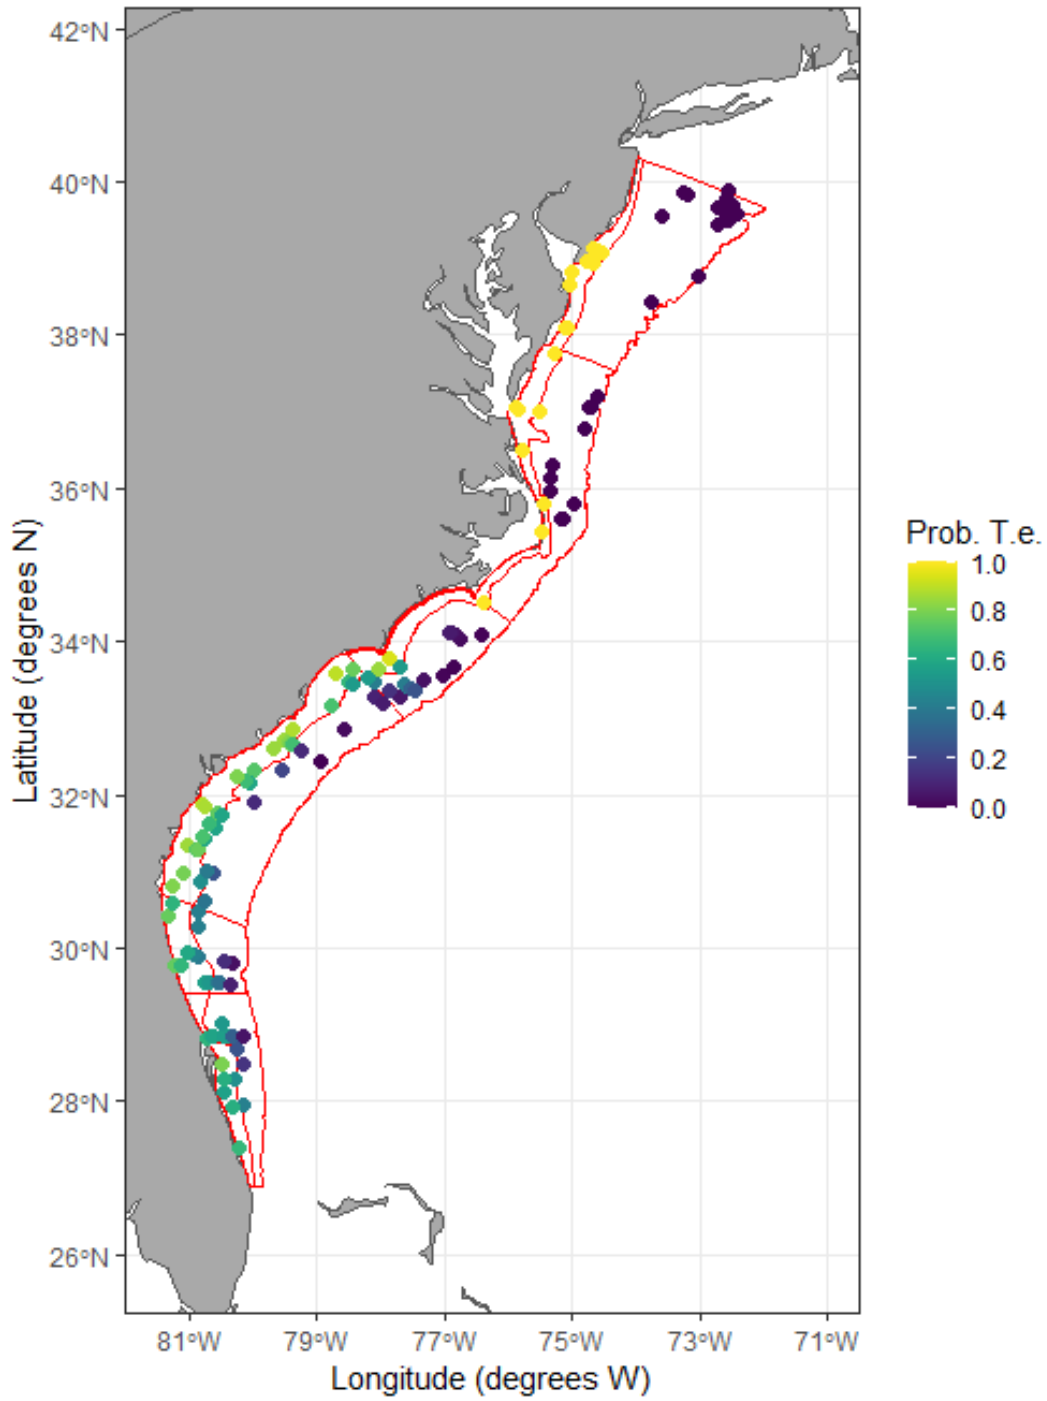 42°N
40°N
38°N
36°N
34°N
32°N
30°N
28°N
26°N
Latitude (degrees N)
81°W 79°W 77°W 75°W 73°W 71°W
Longitude (degrees W)
Prob. T.e.
1.0
0.8
0.6
0.4
0.2
0.0